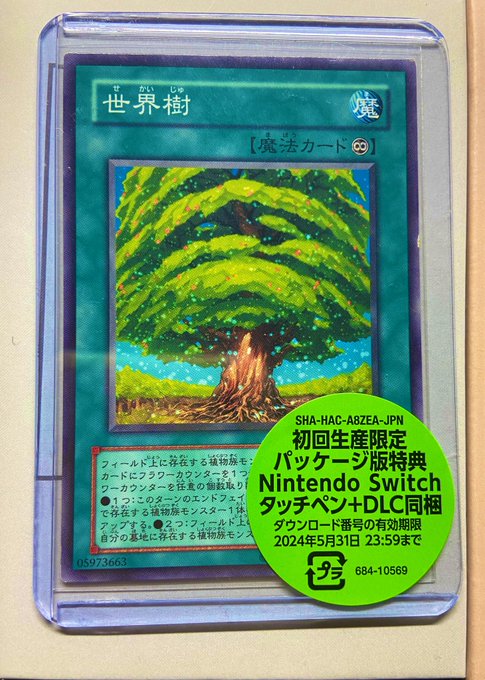 世界樹
せ かい じゅ
魔
【魔法カード】
まほう
フィールド上に存在する植物族モン
カードにフラワーカウンターを1
ワーカウンターを任意の個数取り
●1:このターンのエンドフェイ
で存在する植物族モンスター1体
アップする。●2:フィールド上
自分の墓地に存在する植物族モン
05973663
SHA-HAC-A8ZEA-JPN
初回生産限定
パッケージ版特典
Nintendo Switch
タッチペン+DLC同梱
ダウンロード番号の有効期限
2024年5月31日 23:59まで
プラ
684-10569